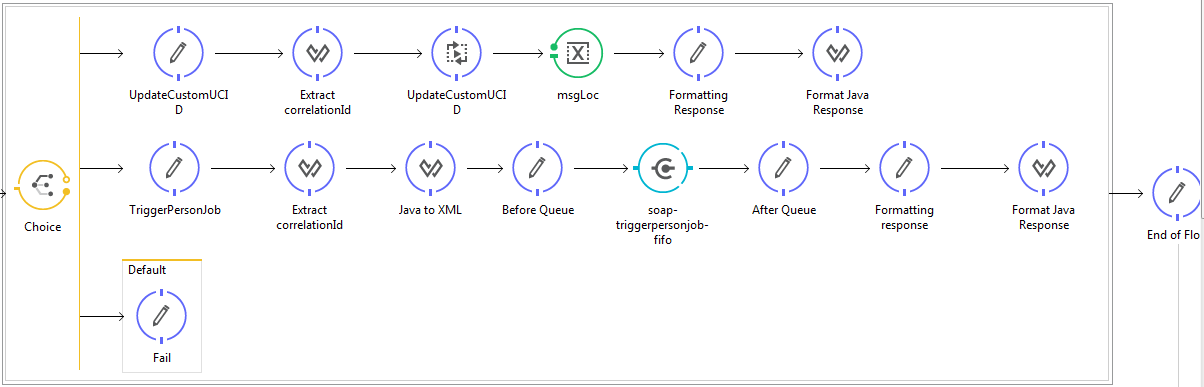 UpdateCustomUCI
D
Extract
correlationId
UpdateCustomUCI
D
msgLoc
Formatting
Response
Format Java
Response
Choice
TriggerPersonJob
Extract
correlationId
Java to XML
Before Queue
soap-
triggerpersonjob-
fifo
After Queue
Formatting
response
Format Java
Response
End of Flo
Default
Fail